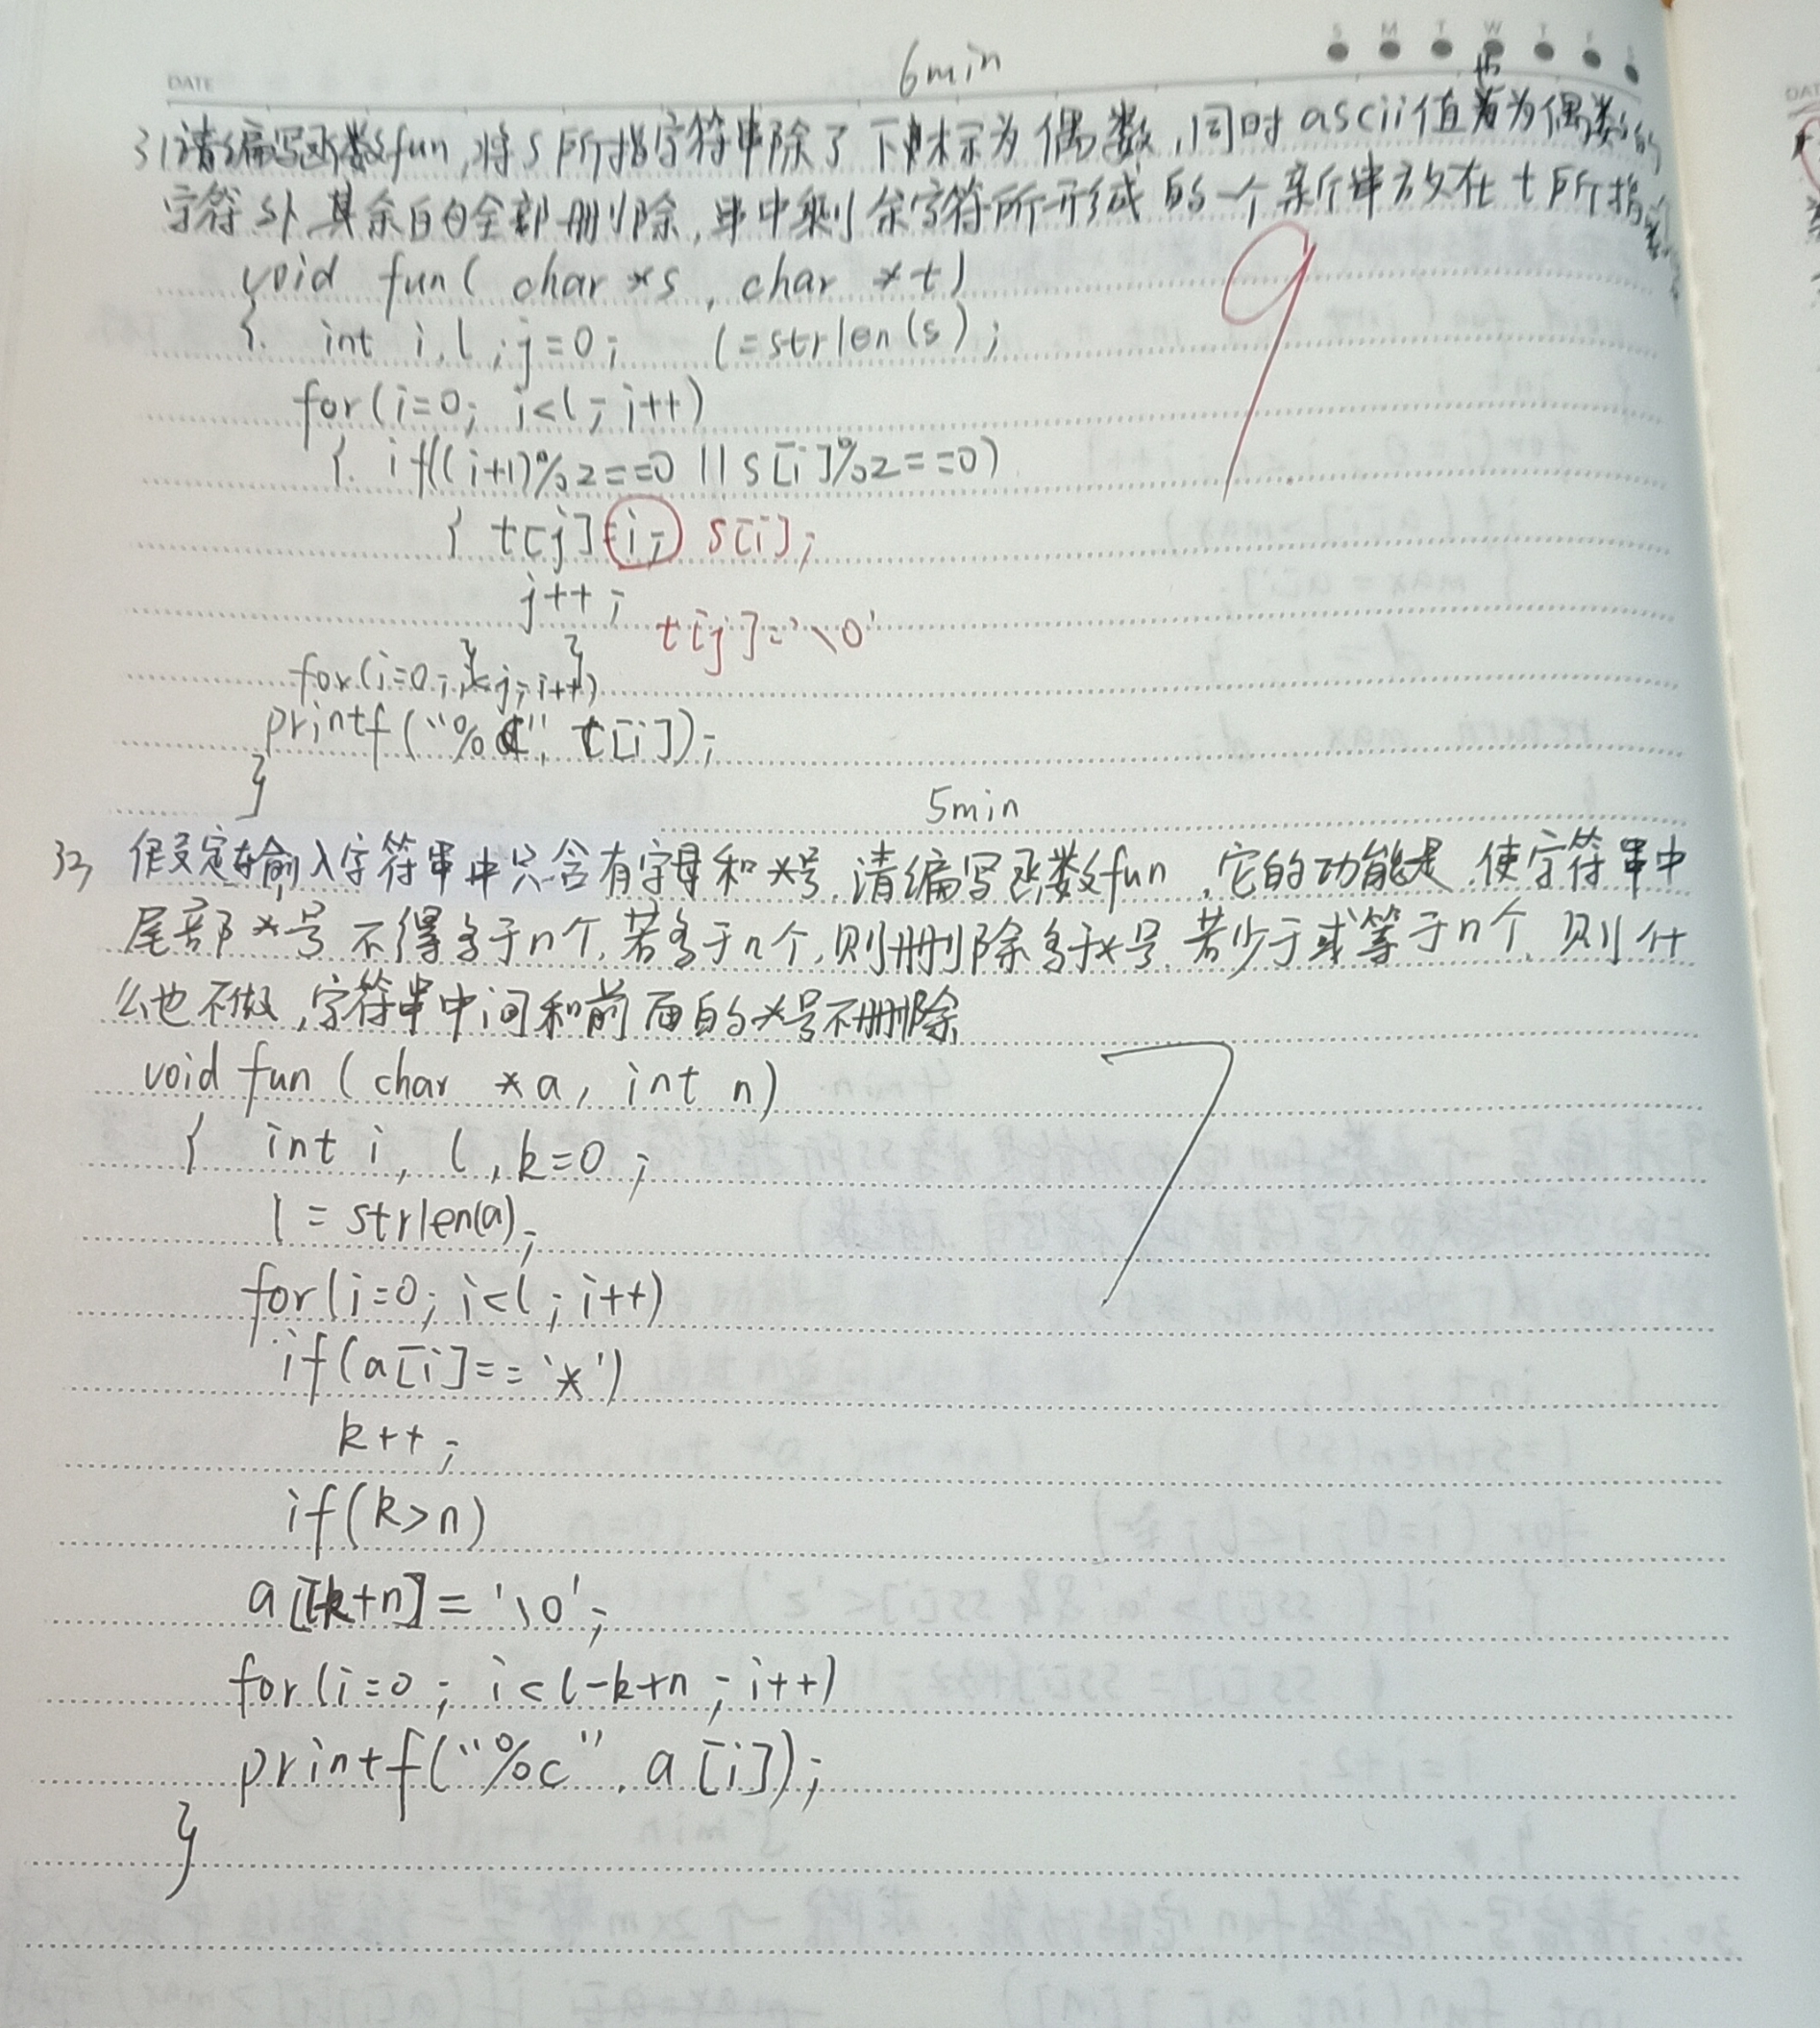 S M T W T F S
DATE
6min
31 请编写函数fun,将s所指字符串除了下标为偶数,同时ascii值为偶数的
字符外其余的全部删除,串中剩余字符所形成的一个新串放在t所指
void fun( char *s , char *t)
{ int i,l,j=0; l=strlen(s);
for(i=0; i<l; i++)
{ if((i+1)%2==0 || s[i]%2==0)
{ t[j]=i; s[i];
j++;
t[j]='\0'
} }
for(i=0;i<j;i++)
printf("%c", t[i]);
}
9
5min
32 假定输入字符串中只含有字母和*号,请编写函数fun,它的功能是,使字符串中
尾部*号不得多于n个,若多于n个,则删除多于*号,若少于或等于n个,则什
么也不做,字符串中间和前面的*号不删除
void fun ( char *a, int n)
{ int i, l, k=0;
l = strlen(a);
for(i=0; i<l; i++)
if(a[i]=='*')
k++;
if(k>n)
a[l-k+n]='\0';
for(i=0; i<l-k+n; i++)
printf("%c", a[i]);
}